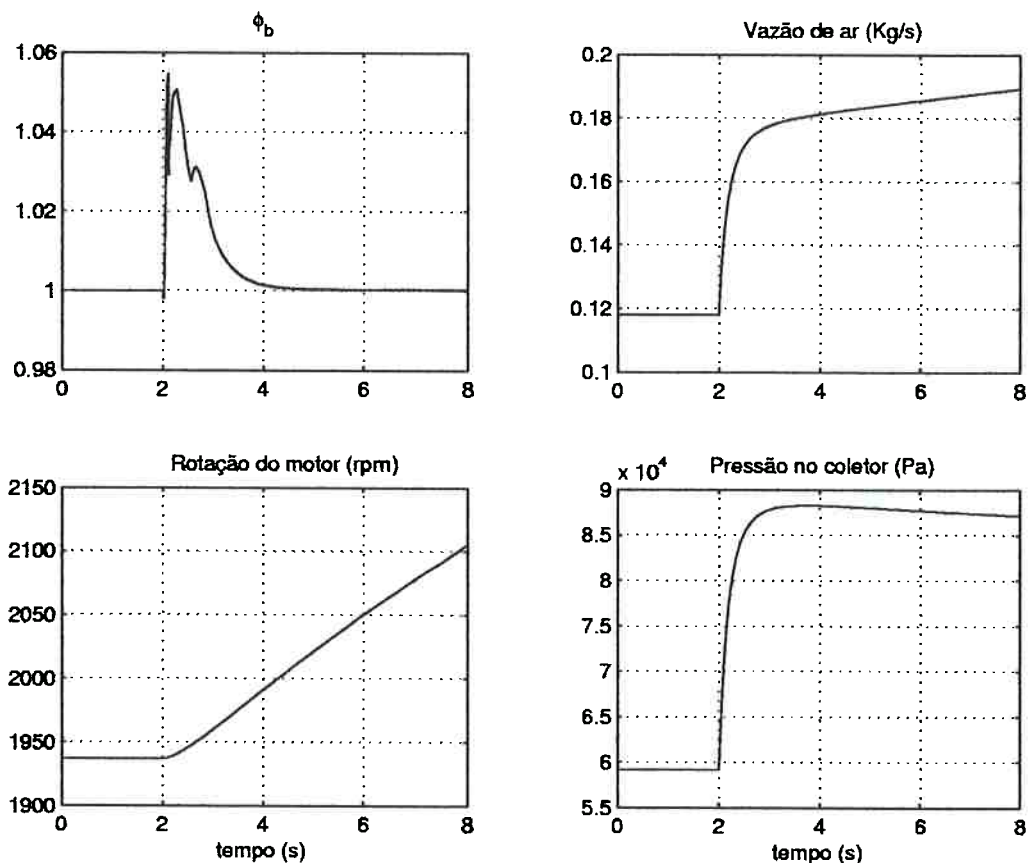 ϕb
1.06
1.04
1.02
1
0.98
0 2 4 6 8
Vazão de ar (Kg/s)
0.2
0.18
0.16
0.14
0.12
0.1
0 2 4 6 8
Rotação do motor (rpm)
2150
2100
2050
2000
1950
1900
0 2 4 6 8
tempo (s)
x 10⁴ Pressão no coletor (Pa)
9
8.5
8
7.5
7
6.5
6
5.5
0 2 4 6 8
tempo (s)